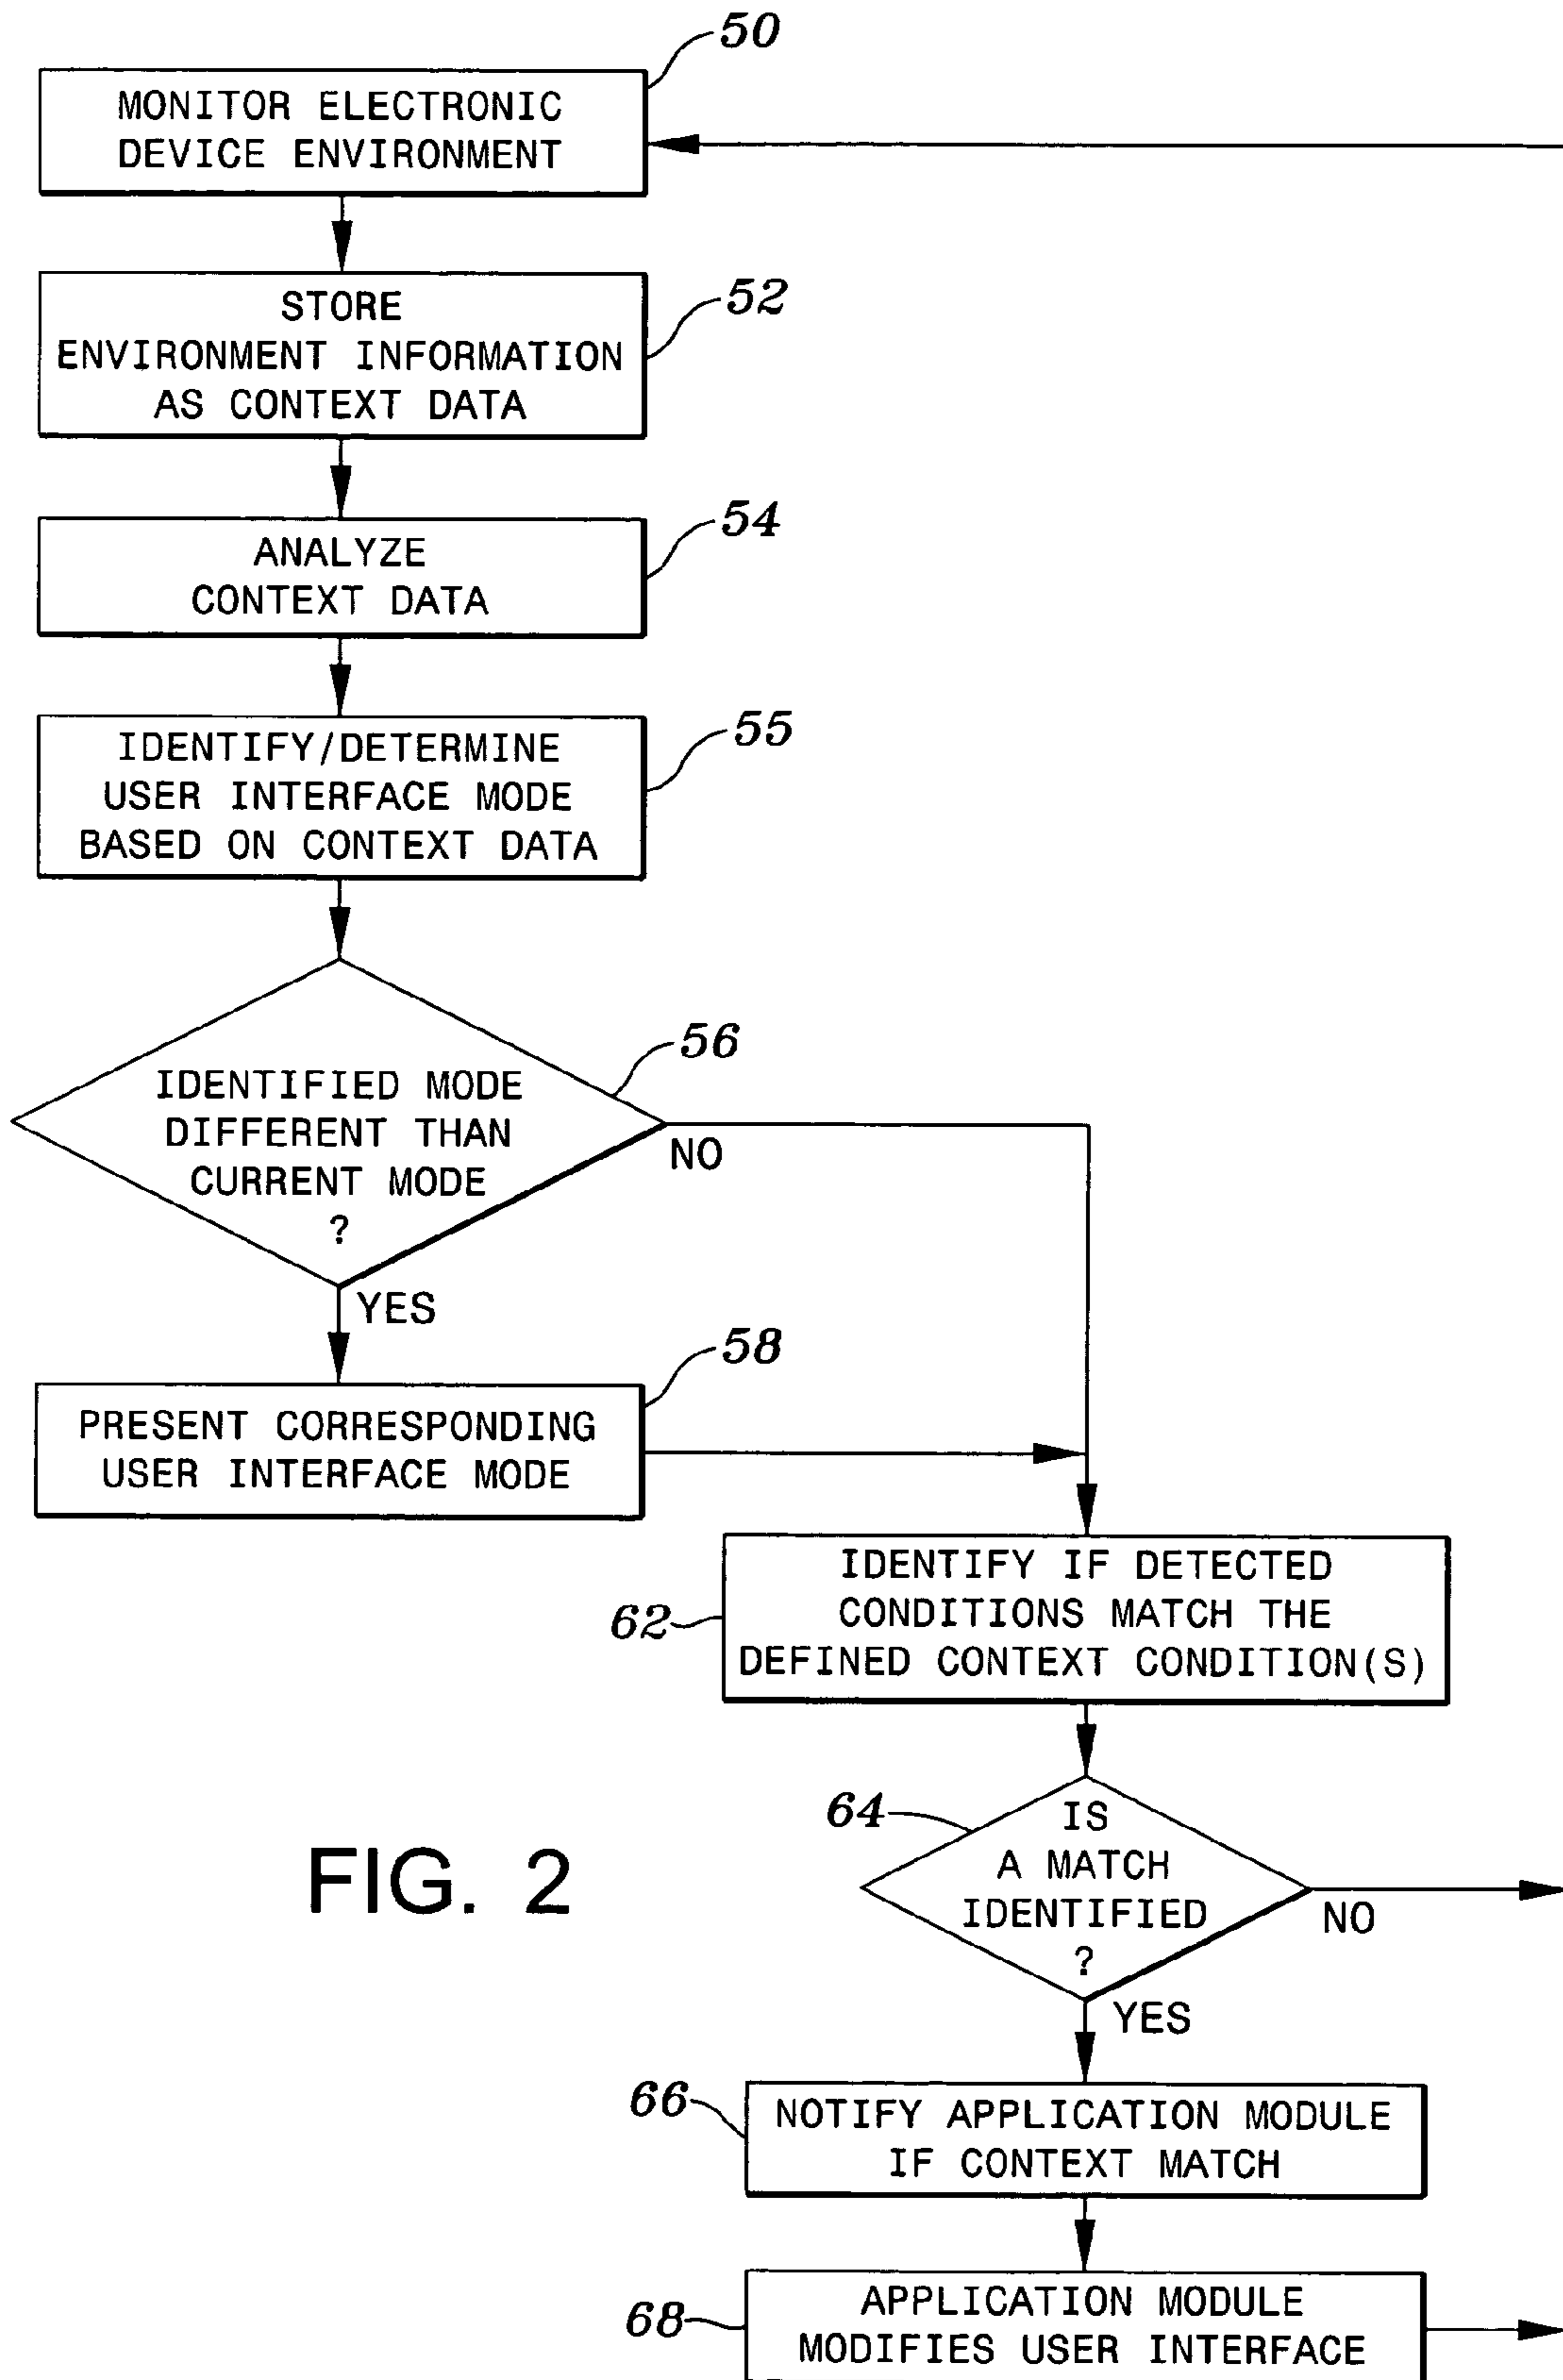 50
MONITOR ELECTRONIC
DEVICE ENVIRONMENT
52
STORE
ENVIRONMENT INFORMATION
AS CONTEXT DATA
54
ANALYZE
CONTEXT DATA
55
IDENTIFY/DETERMINE
USER INTERFACE MODE
BASED ON CONTEXT DATA
56
IDENTIFIED MODE
DIFFERENT THAN
CURRENT MODE
?
NO
YES
58
PRESENT CORRESPONDING
USER INTERFACE MODE
62
IDENTIFY IF DETECTED
CONDITIONS MATCH THE
DEFINED CONTEXT CONDITION(S)
64
IS
A MATCH
IDENTIFIED
?
NO
YES
FIG. 2
66
NOTIFY APPLICATION MODULE
IF CONTEXT MATCH
68
APPLICATION MODULE
MODIFIES USER INTERFACE